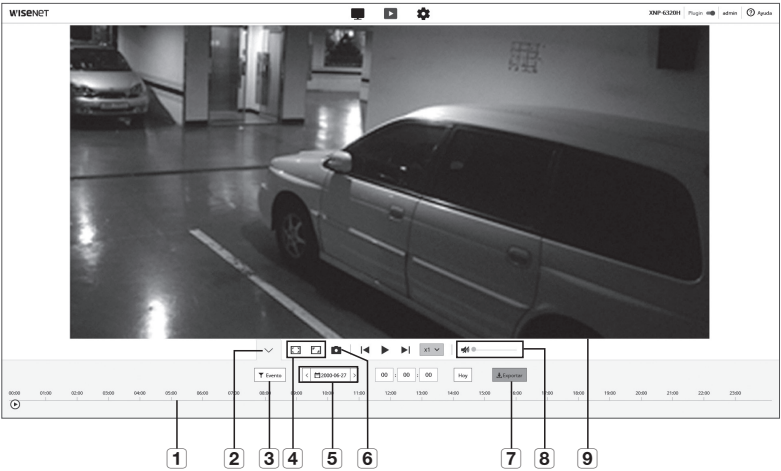 WISENET
XNP-6320H Plugin admin ? Ayuda
x1
Evento
2000-06-27
00 : 00 : 00
Hoy
Exportar
00:00 01:00 02:00 03:00 04:00 05:00 06:00 07:00 08:00 09:00 10:00 11:00 12:00 13:00 14:00 15:00 16:00 17:00 18:00 19:00 20:00 21:00 22:00 23:00
1 2 3 4 5 6 7 8 9